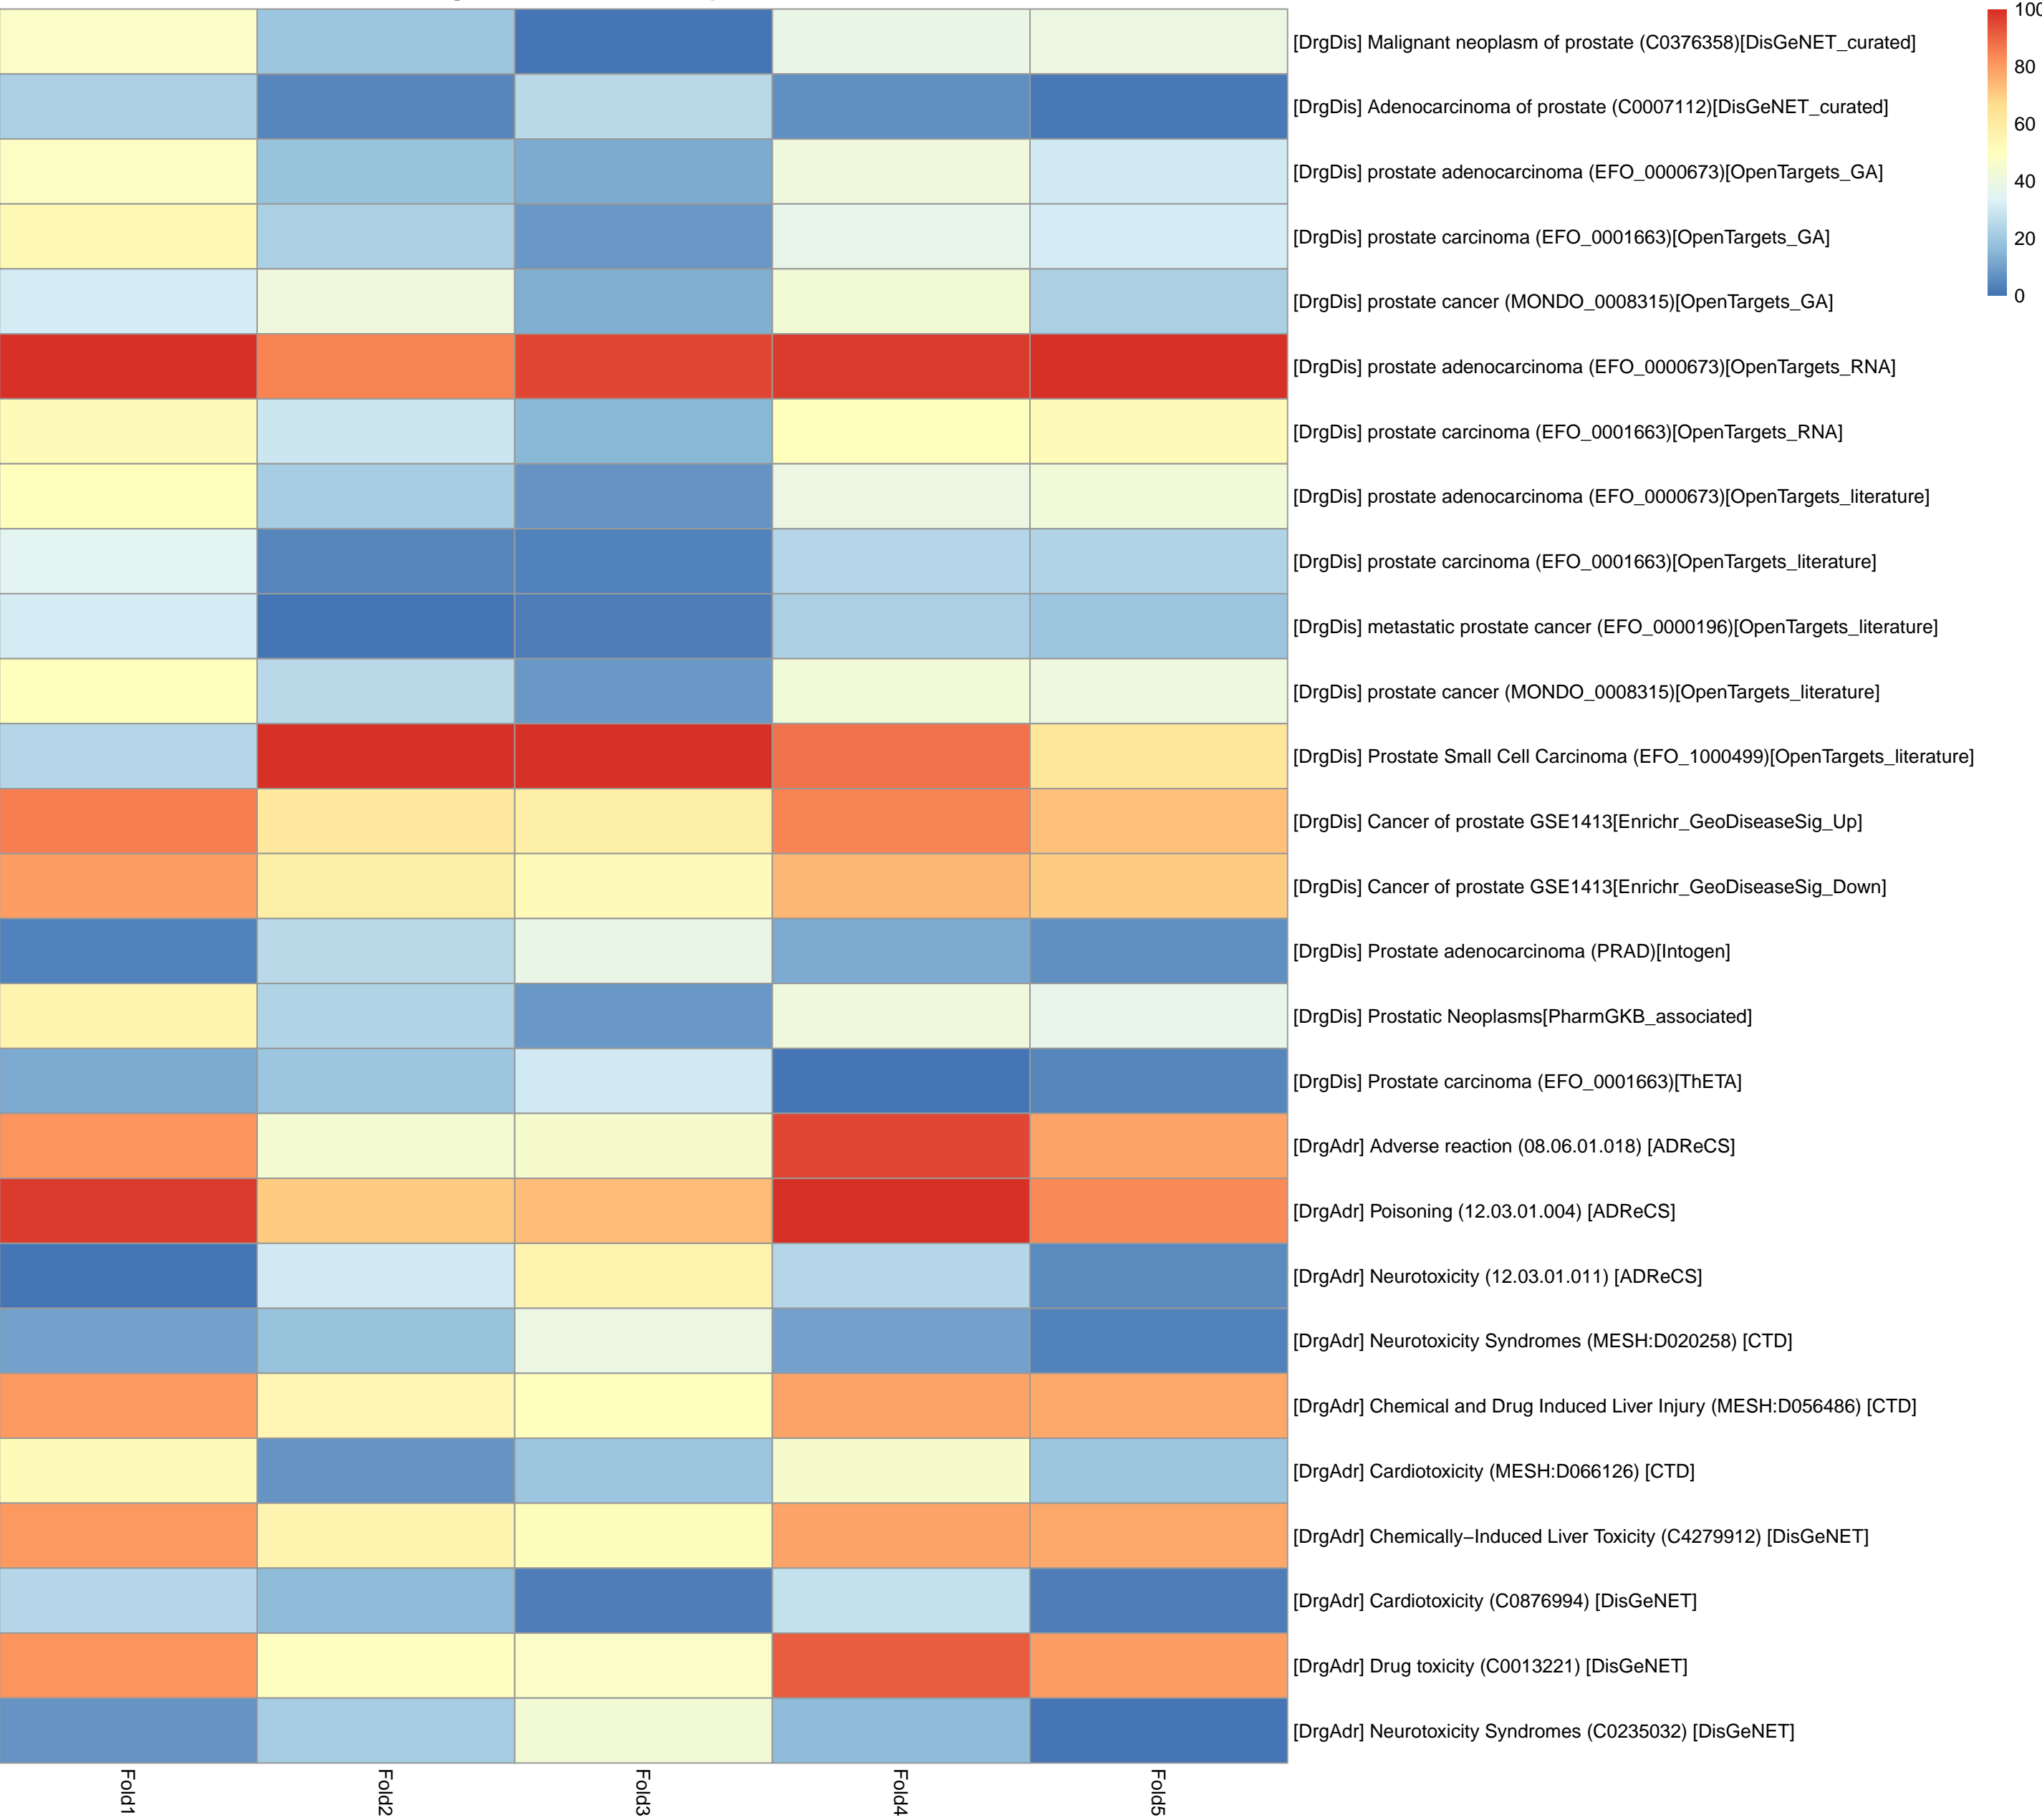 [DrgDis] Malignant neoplasm of prostate (C0376358)[DisGeNET_curated]
[DrgDis] Adenocarcinoma of prostate (C0007112)[DisGeNET_curated]
[DrgDis] prostate adenocarcinoma (EFO_0000673)[OpenTargets_GA]
[DrgDis] prostate carcinoma (EFO_0001663)[OpenTargets_GA]
[DrgDis] prostate cancer (MONDO_0008315)[OpenTargets_GA]
[DrgDis] prostate adenocarcinoma (EFO_0000673)[OpenTargets_RNA]
[DrgDis] prostate carcinoma (EFO_0001663)[OpenTargets_RNA]
[DrgDis] prostate adenocarcinoma (EFO_0000673)[OpenTargets_literature]
[DrgDis] prostate carcinoma (EFO_0001663)[OpenTargets_literature]
[DrgDis] metastatic prostate cancer (EFO_0000196)[OpenTargets_literature]
[DrgDis] prostate cancer (MONDO_0008315)[OpenTargets_literature]
[DrgDis] Prostate Small Cell Carcinoma (EFO_1000499)[OpenTargets_literature]
[DrgDis] Cancer of prostate GSE1413[Enrichr_GeoDiseaseSig_Up]
[DrgDis] Cancer of prostate GSE1413[Enrichr_GeoDiseaseSig_Down]
[DrgDis] Prostate adenocarcinoma (PRAD)[Intogen]
[DrgDis] Prostatic Neoplasms[PharmGKB_associated]
[DrgDis] Prostate carcinoma (EFO_0001663)[ThETA]
[DrgAdr] Adverse reaction (08.06.01.018) [ADReCS]
[DrgAdr] Poisoning (12.03.01.004) [ADReCS]
[DrgAdr] Neurotoxicity (12.03.01.011) [ADReCS]
[DrgAdr] Neurotoxicity Syndromes (MESH:D020258) [CTD]
[DrgAdr] Chemical and Drug Induced Liver Injury (MESH:D056486) [CTD]
[DrgAdr] Cardiotoxicity (MESH:D066126) [CTD]
[DrgAdr] Chemically−Induced Liver Toxicity (C4279912) [DisGeNET]
[DrgAdr] Cardiotoxicity (C0876994) [DisGeNET]
[DrgAdr] Drug toxicity (C0013221) [DisGeNET]
[DrgAdr] Neurotoxicity Syndromes (C0235032) [DisGeNET]
Fold1
Fold2
Fold3
Fold4
Fold5
100
80
60
40
20
0